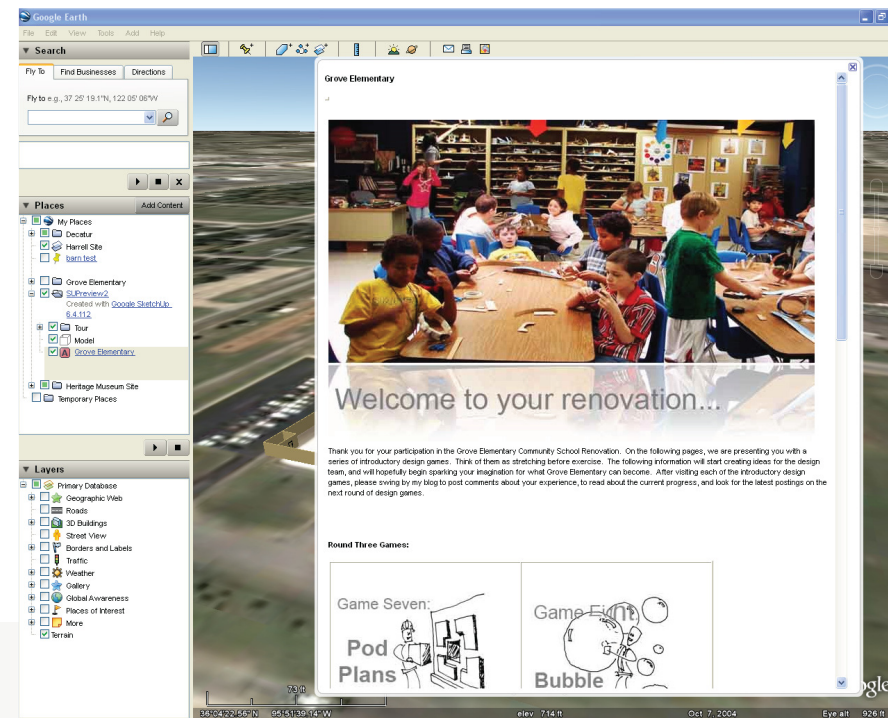 Google Earth
File Edit View Tools Add Help
Search
Fly To Find Businesses Directions
Fly to e.g., 37 25' 19.1"N, 122 05' 06"W
Places Add Content
My Places
Decatur
Harrell Site
barn test
Grove Elementary
SUPreview2
Created with Google SketchUp
6.4.112
Tour
Model
A Grove Elementary
Heritage Museum Site
Temporary Places
Layers
Primary Database
Geographic Web
Roads
3D Buildings
Street View
Borders and Labels
Traffic
Weather
Gallery
Global Awareness
Places of Interest
More
Terrain
Grove Elementary
Welcome to your renovation...
Thank you for your participation in the Grove Elementary Community School Renovation. On the following pages, we are presenting you with a
series of introductory design games. Think of them as stretching before exercise. The following information will start creating ideas for the design
team, and will hopefully begin sparking your imagination for what Grove Elementary can become. After visiting each of the introductory design
games, please swing by my blog to post comments about your experience, to read about the current progress, and look for the latest postings on the
next round of design games.
Round Three Games:
Game Seven:
Pod
Plans
Game Eight:
Bubble
73 ft
36°04'22.56" N 95°51'39.14" W elev 714 ft Oct 7, 2004 Eye alt 926 ft